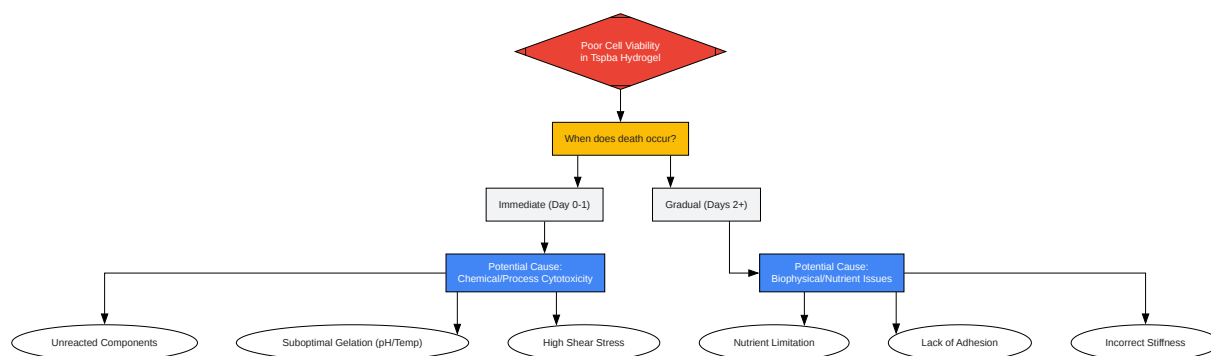 Poor Cell Viability
in Tspba Hydrogel
When does death occur?
Immediate (Day 0-1)
Gradual (Days 2+)
Potential Cause:
Chemical/Process Cytotoxicity
Potential Cause:
Biophysical/Nutrient Issues
Unreacted Components
Suboptimal Gelation (pH/Temp)
High Shear Stress
Nutrient Limitation
Lack of Adhesion
Incorrect Stiffness